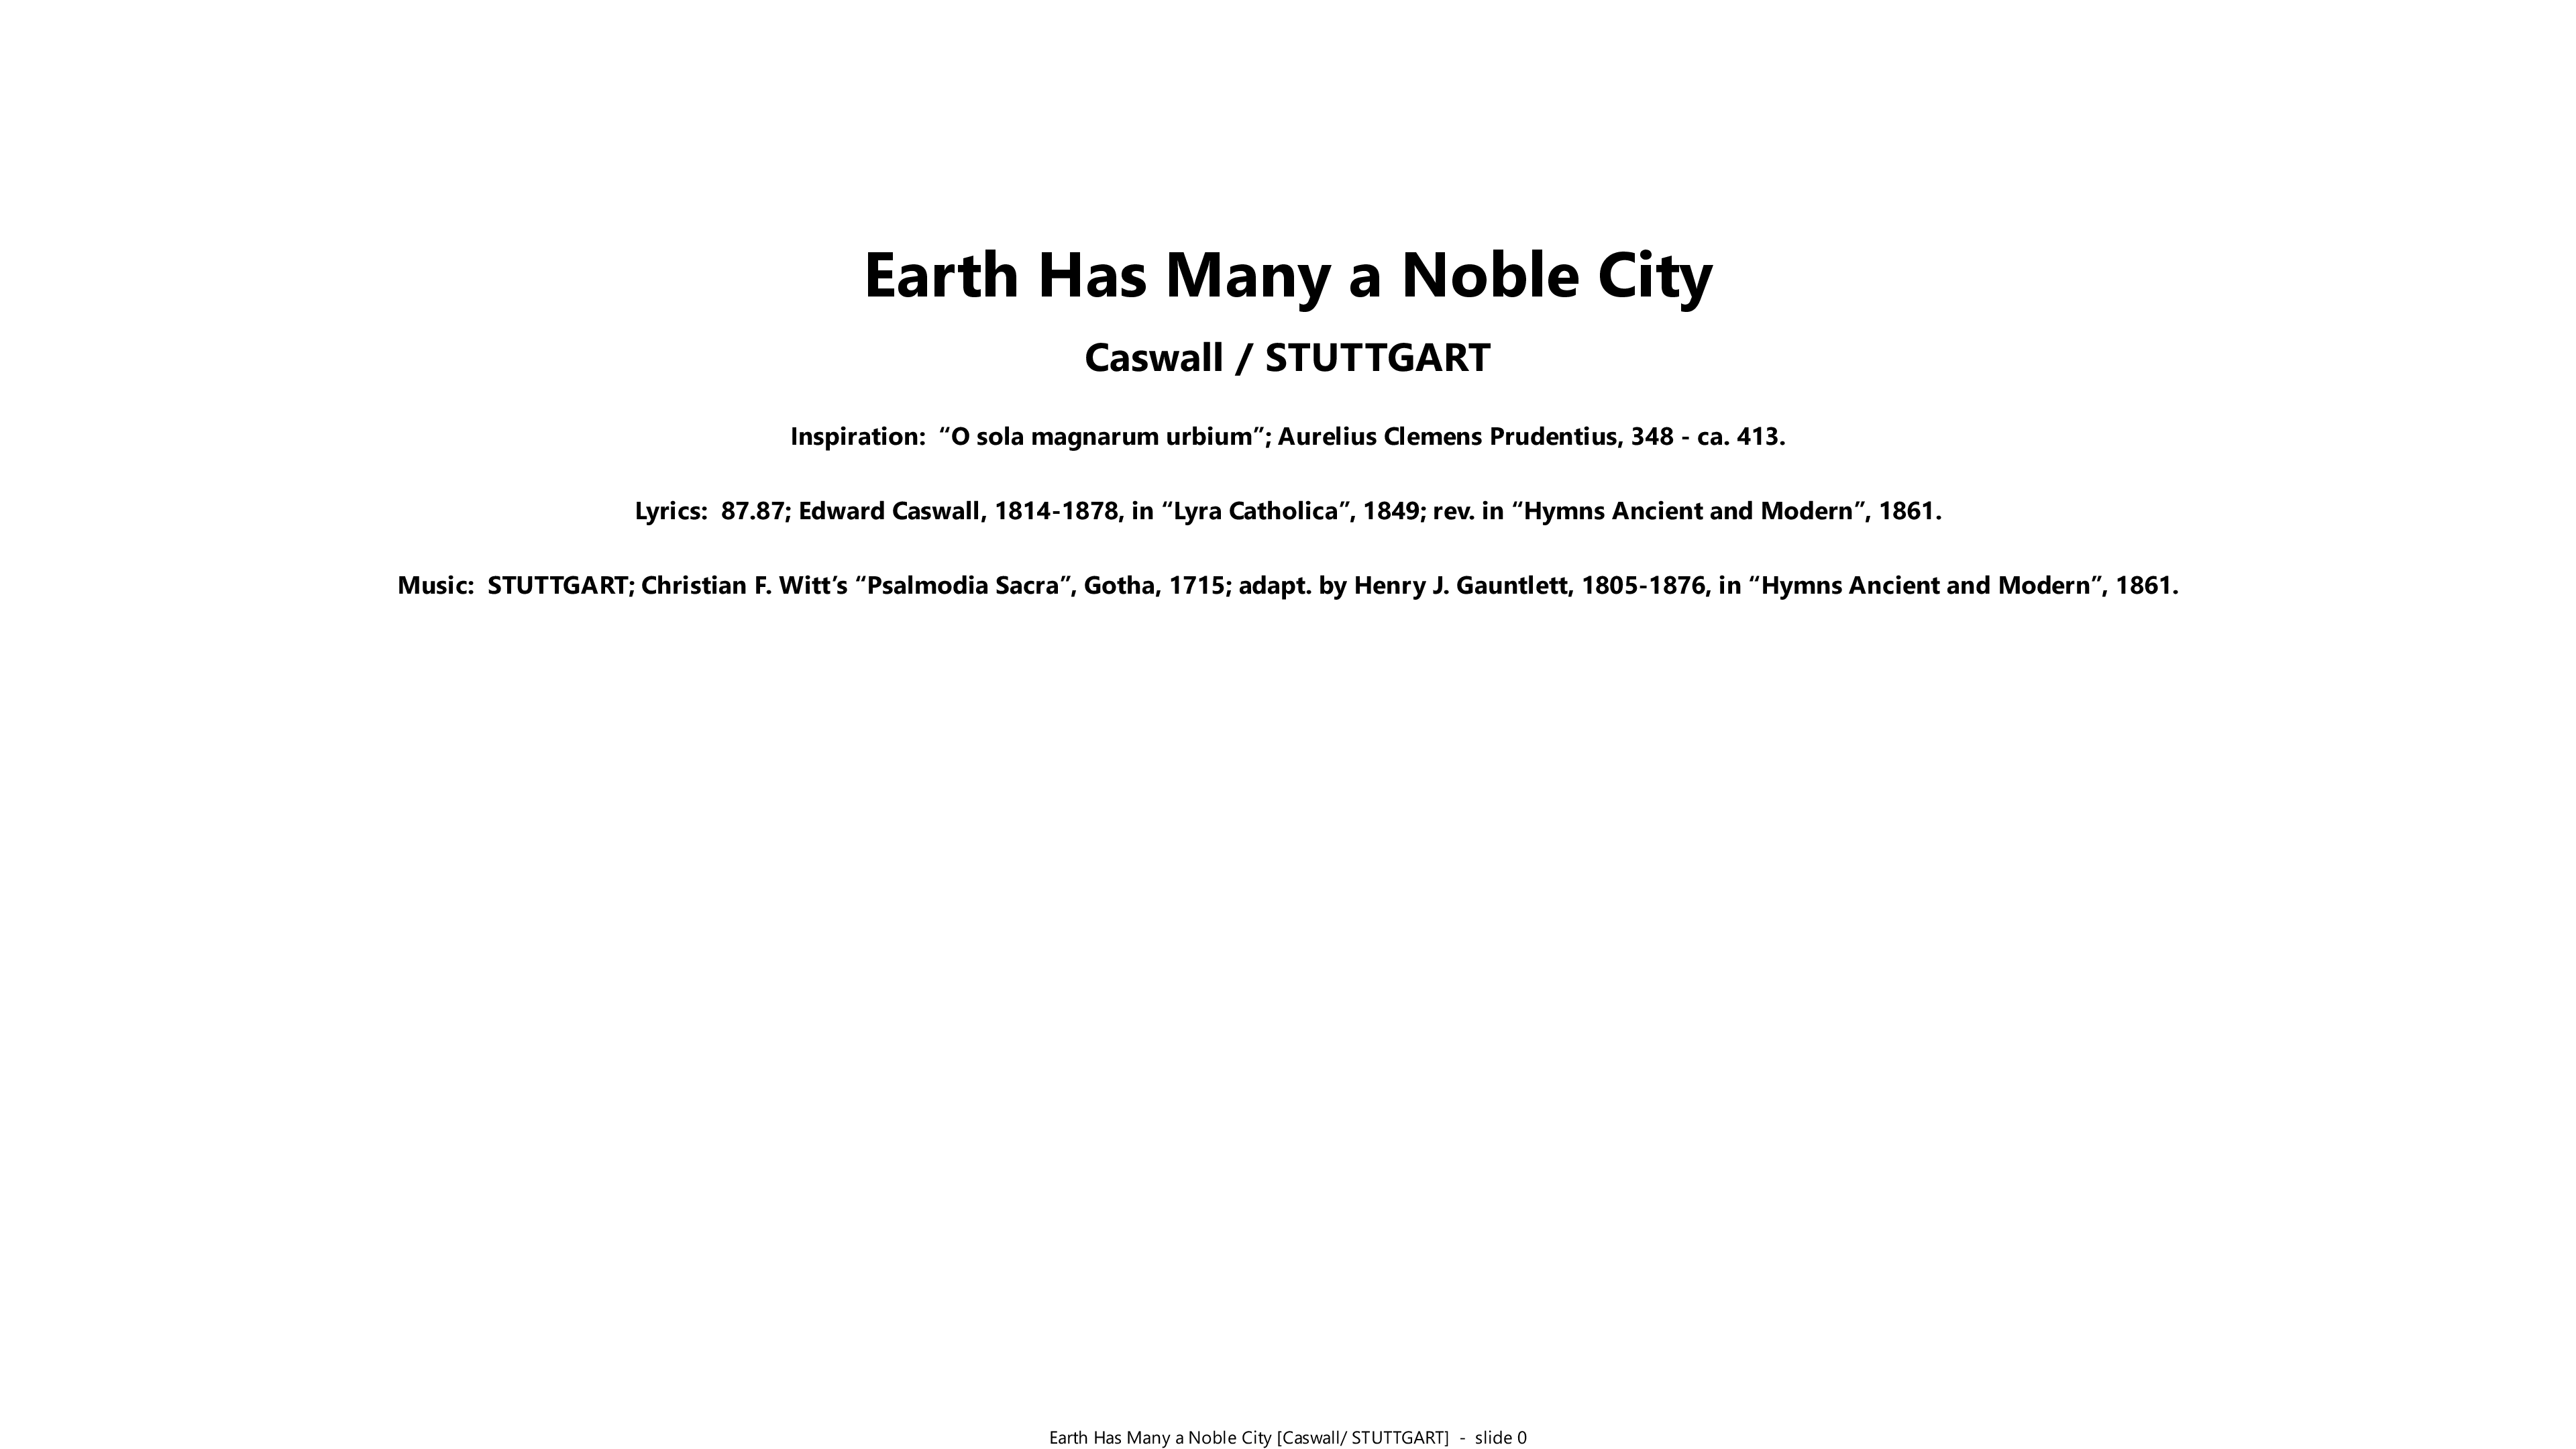 Earth Has Many a Noble City
Caswall / STUTTGART
Inspiration:  “O sola magnarum urbium”; Aurelius Clemens Prudentius, 348 - ca. 413.
Lyrics:  87.87; Edward Caswall, 1814-1878, in “Lyra Catholica”, 1849; rev. in “Hymns Ancient and Modern”, 1861.
Music:  STUTTGART; Christian F. Witt’s “Psalmodia Sacra”, Gotha, 1715; adapt. by Henry J. Gauntlett, 1805-1876, in “Hymns Ancient and Modern”, 1861.
Earth Has Many a Noble City [Caswall/ STUTTGART]  -  slide 0